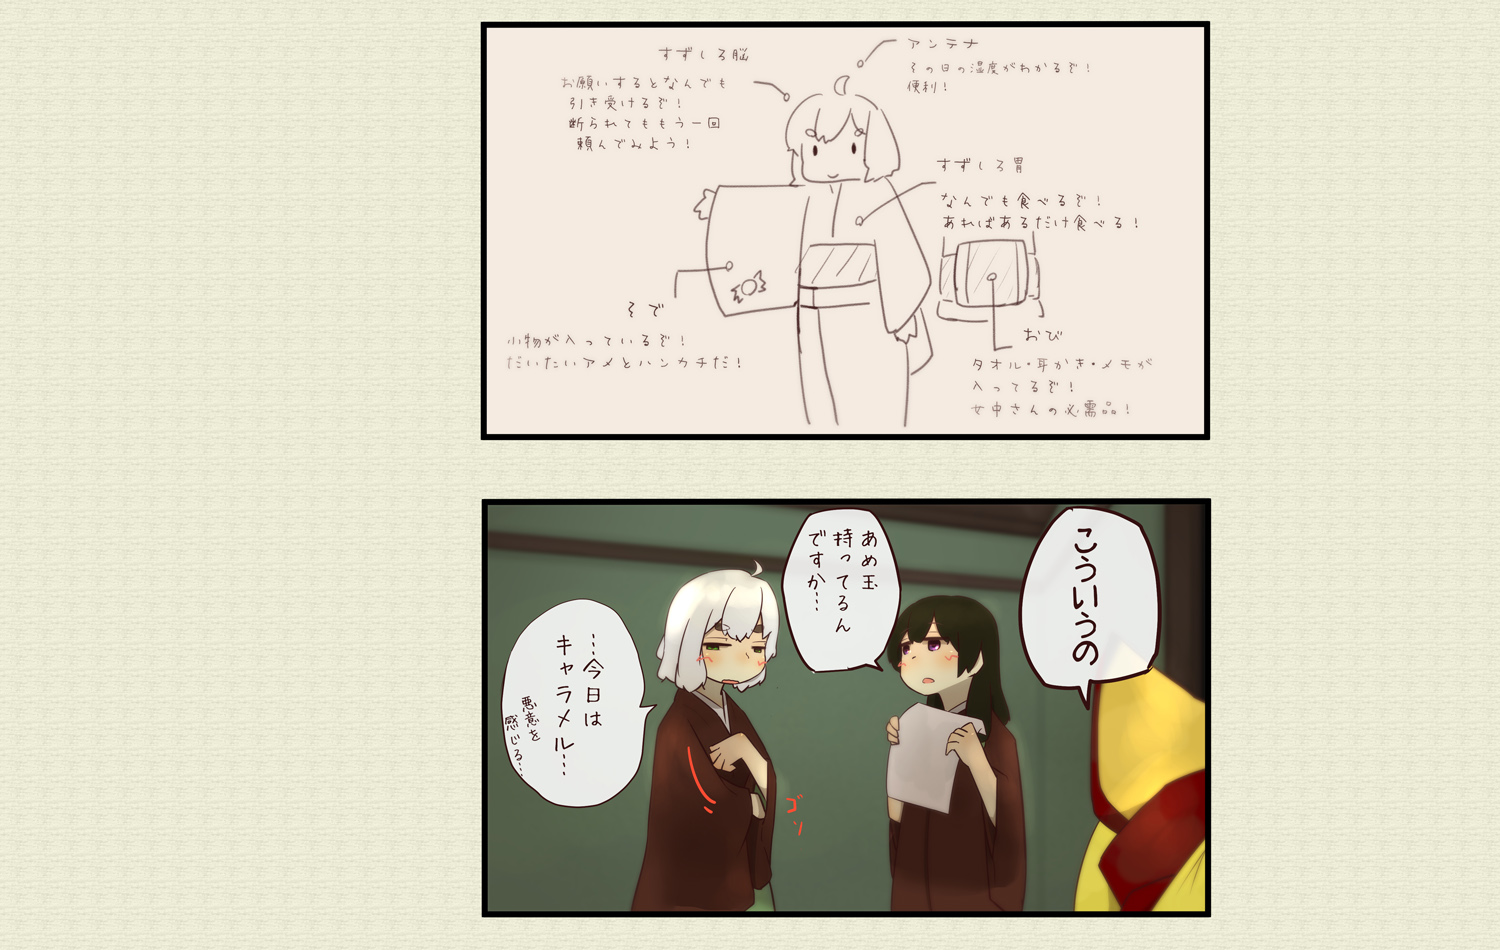 すずしろ脳
お願いするとなんでも
引き受けるぞ！
断られてももう一回
頼んでみよう！
アンテナ
その日の湿度がわかるぞ！
便利！
すずしろ胃
なんでも食べるぞ！
あればあるだけ食べる！
そで
小物が入っているぞ！
だいたいアメとハンカチだ！
おび
タオル・耳かき・メモが
入ってるぞ！
女中さんの必需品！
こういうの
あめ玉
持ってるん
ですか…
…今日は
キャラメル…
悪意を
感じる…
ゴソ